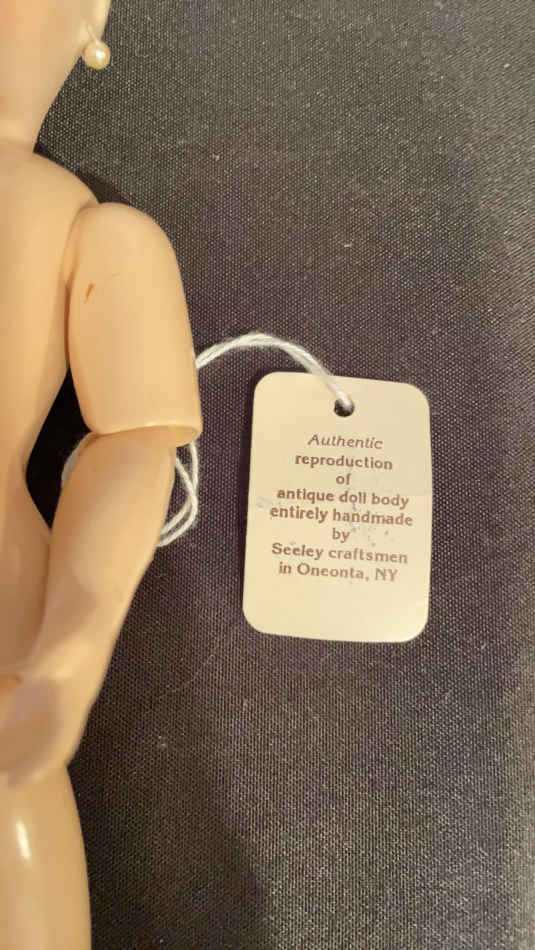 Authentic
reproduction
of
antique doll body
entirely handmade
by
Seeley craftsmen
in Oneonta, NY